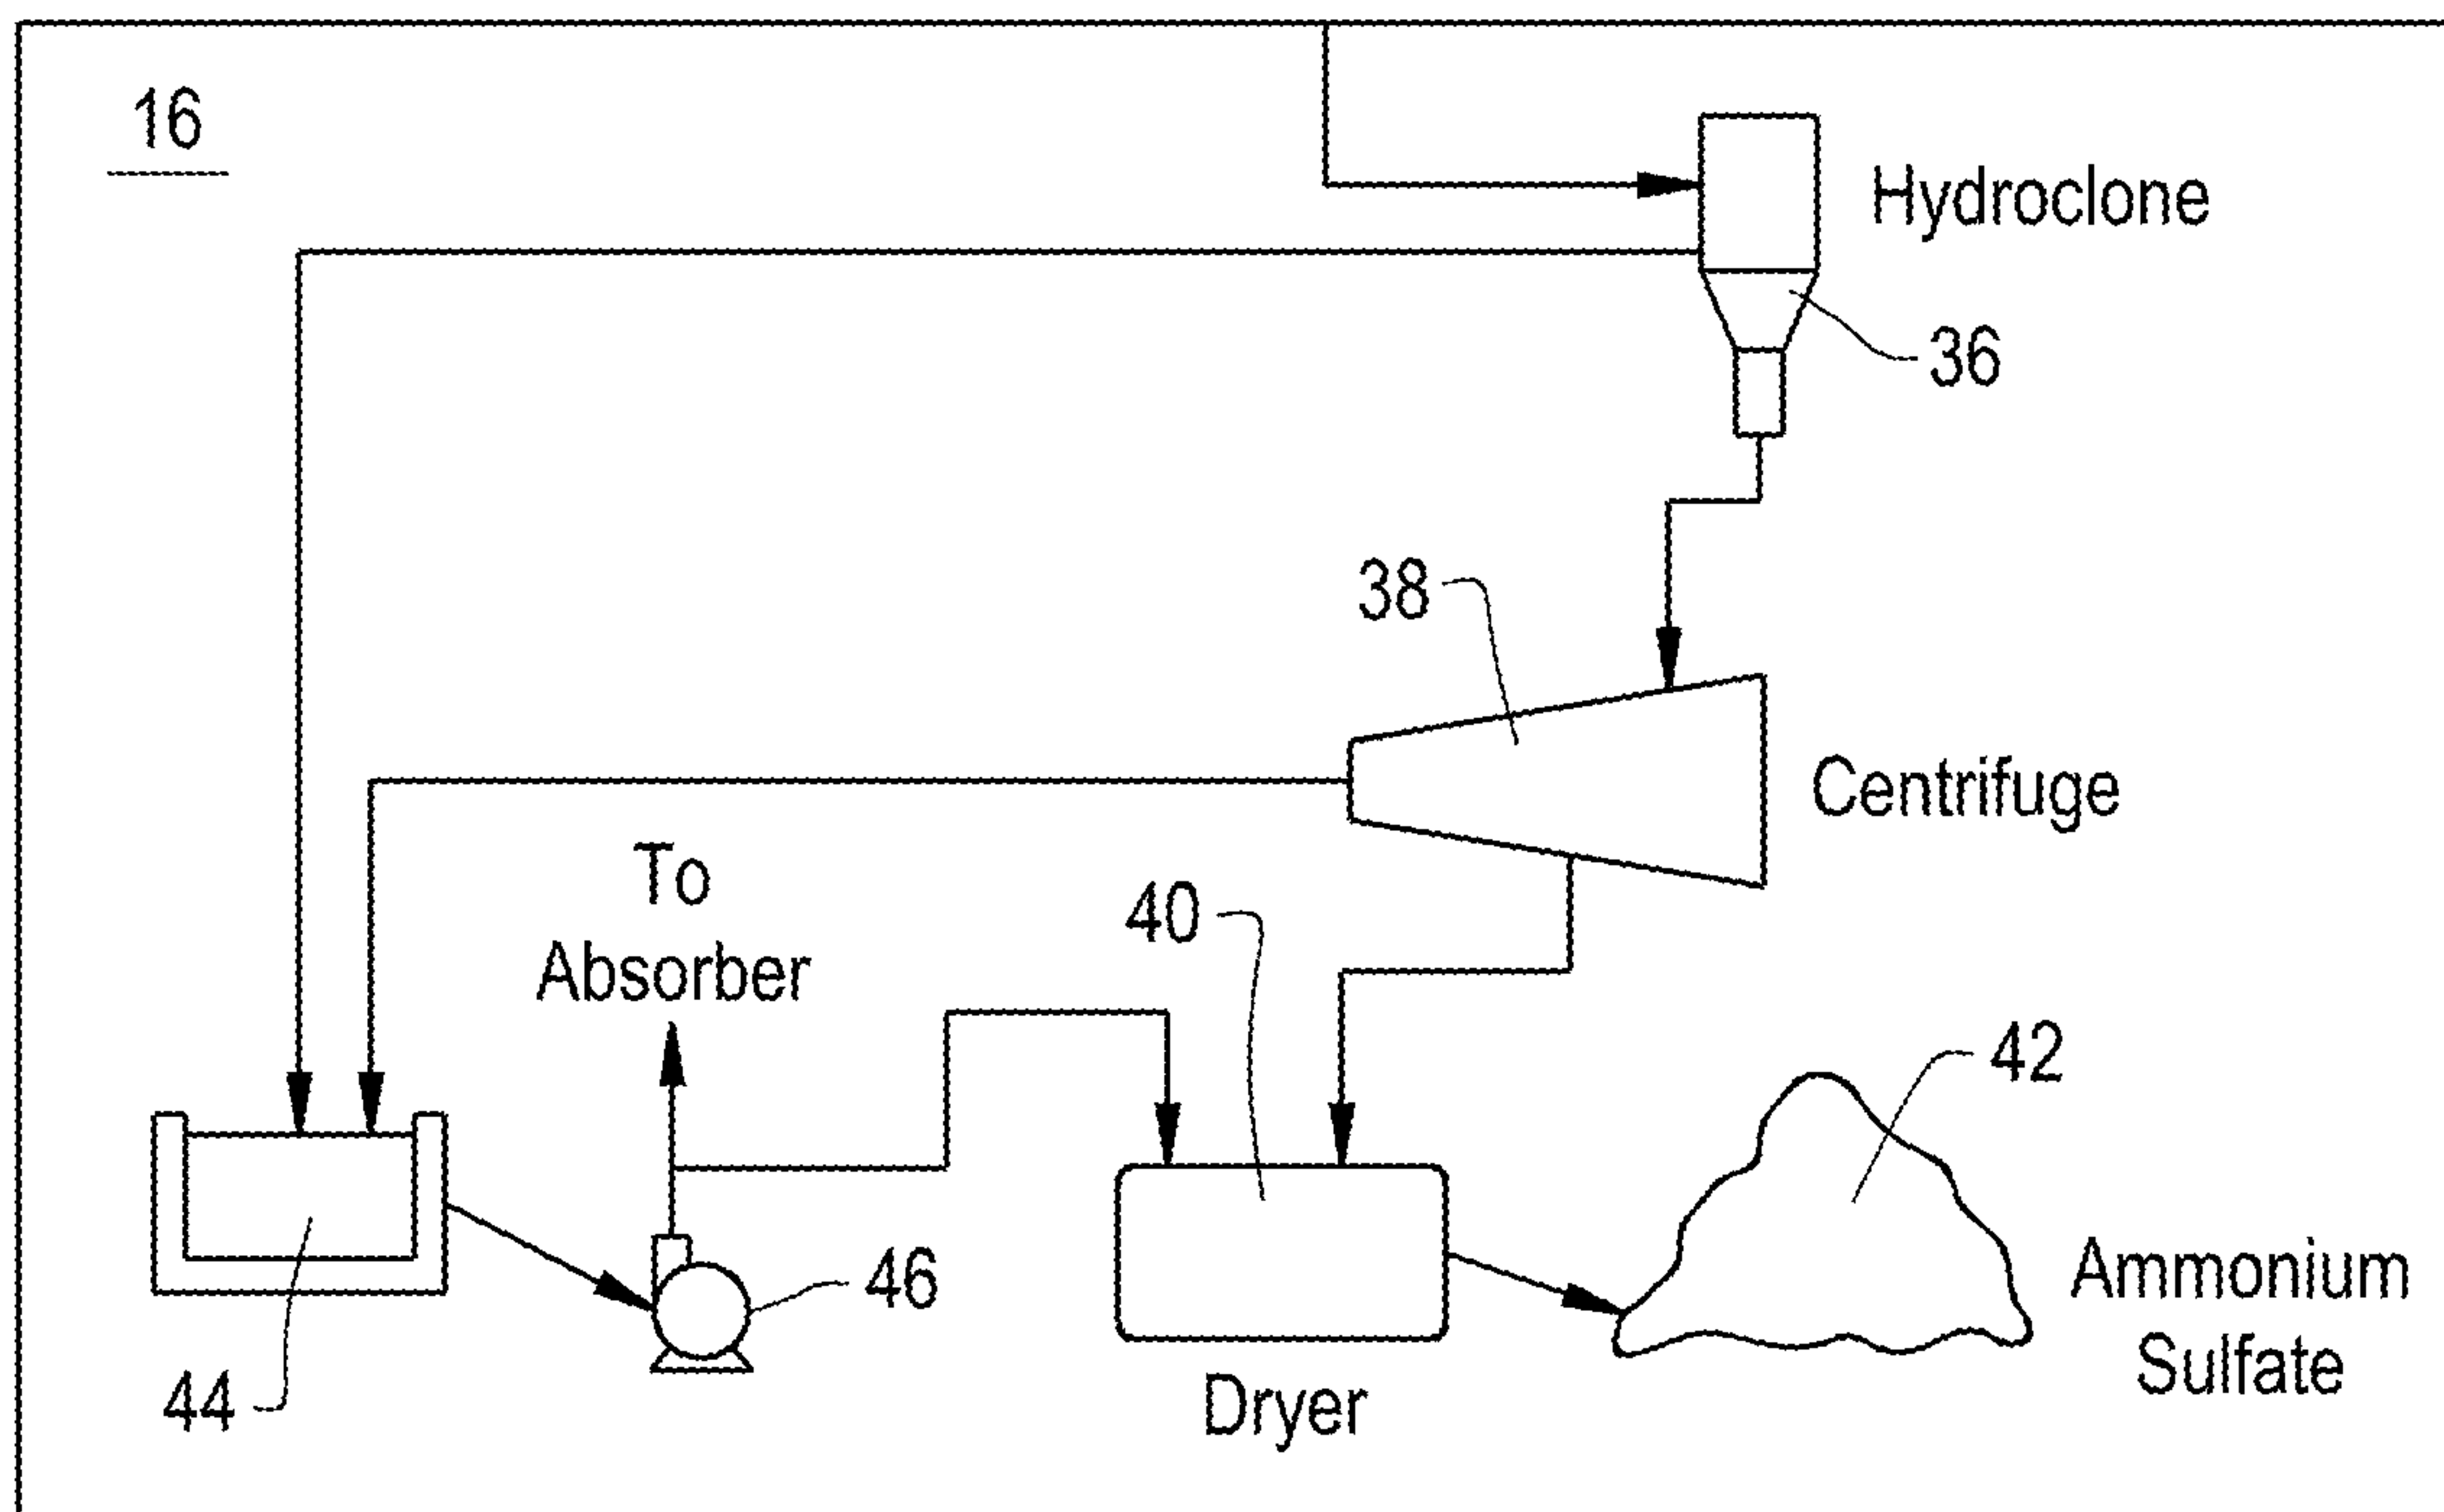 16
Hydroclone
36
38
Centrifuge
To
Absorber
40
42
46
Ammonium
Sulfate
44
Dryer